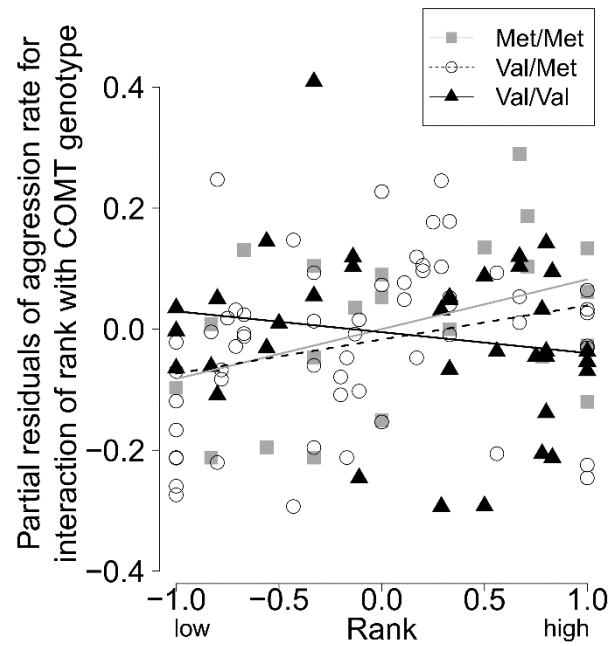 Partial residuals of aggression rate for
interaction of rank with COMT genotype
Met/Met
Val/Met
Val/Val
0.4
0.2
0.0
−0.2
−0.4
−1.0 −0.5 0.0 0.5 1.0
low Rank high